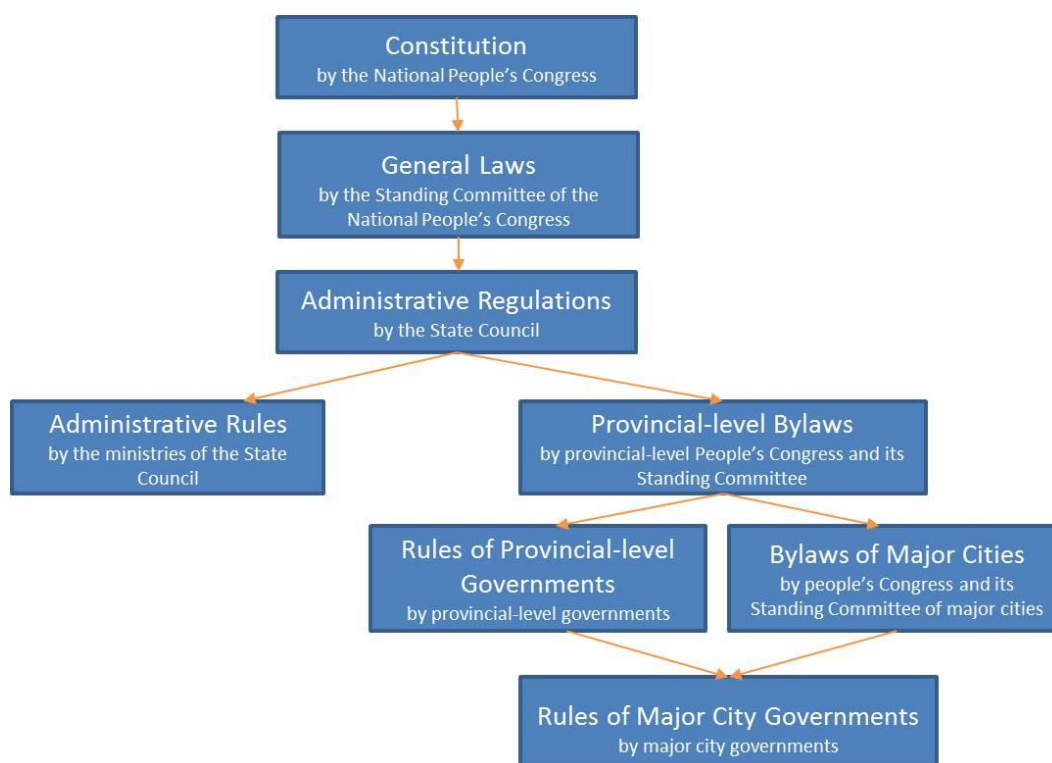 Constitution
by the National People’s Congress
General Laws
by the Standing Committee of the
National People’s Congress
Administrative Regulations
by the State Council
Administrative Rules
by the ministries of the State
Council
Provincial-level Bylaws
by provincial-level People’s Congress and its
Standing Committee
Rules of Provincial-level
Governments
by provincial-level governments
Bylaws of Major Cities
by people’s Congress and its
Standing Committee of major cities
Rules of Major City Governments
by major city governments